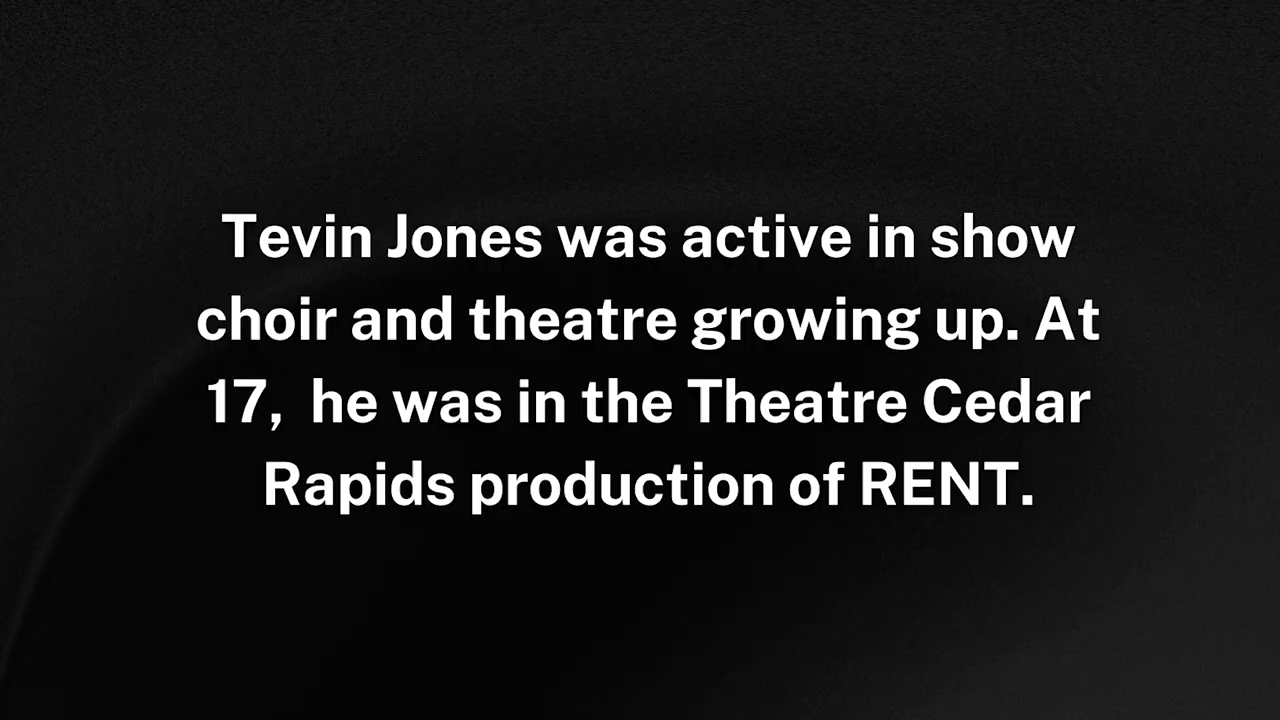 Tevin Jones was active in show
choir and theatre growing up. At
17,  he was in the Theatre Cedar
Rapids production of RENT.